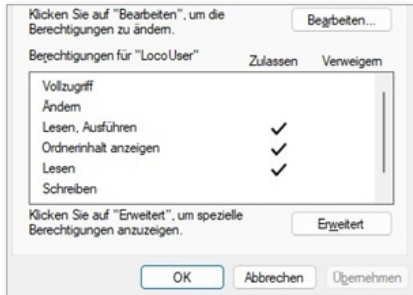 Klicken Sie auf "Bearbeiten", um die
Berechtigungen zu ändern.
Bearbeiten...
Berechtigungen für "LocoUser"
Zulassen Verweigern
Vollzugriff
Ändern
Lesen, Ausführen
Ordnerinhalt anzeigen
Lesen
Schreiben
Klicken Sie auf "Erweitert", um spezielle
Berechtigungen anzuzeigen.
Erweitert
OK Abbrechen Übernehmen